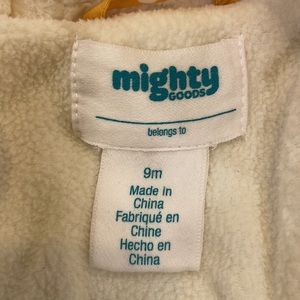 mighty
GOODS
belongs to
9m
Made in
China
Fabriqué en
Chine
Hecho en
China